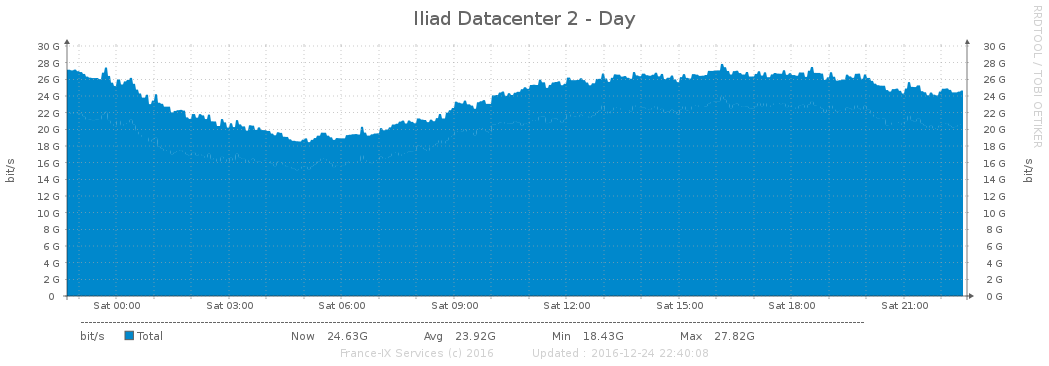 Iliad Datacenter 2 - Day
RRDTOOL / TOBI OETIKER
bit/s
bit/s
30 G 30 G
28 G 28 G
26 G 26 G
24 G 24 G
22 G 22 G
20 G 20 G
18 G 18 G
16 G 16 G
14 G 14 G
12 G 12 G
10 G 10 G
8 G 8 G
6 G 6 G
4 G 4 G
2 G 2 G
0 0 G
Sat 00:00 Sat 03:00 Sat 06:00 Sat 09:00 Sat 12:00 Sat 15:00 Sat 18:00 Sat 21:00
bit/s Total Now 24.63G Avg 23.92G Min 18.43G Max 27.82G
France-IX Services (c) 2016 Updated : 2016-12-24 22:40:08